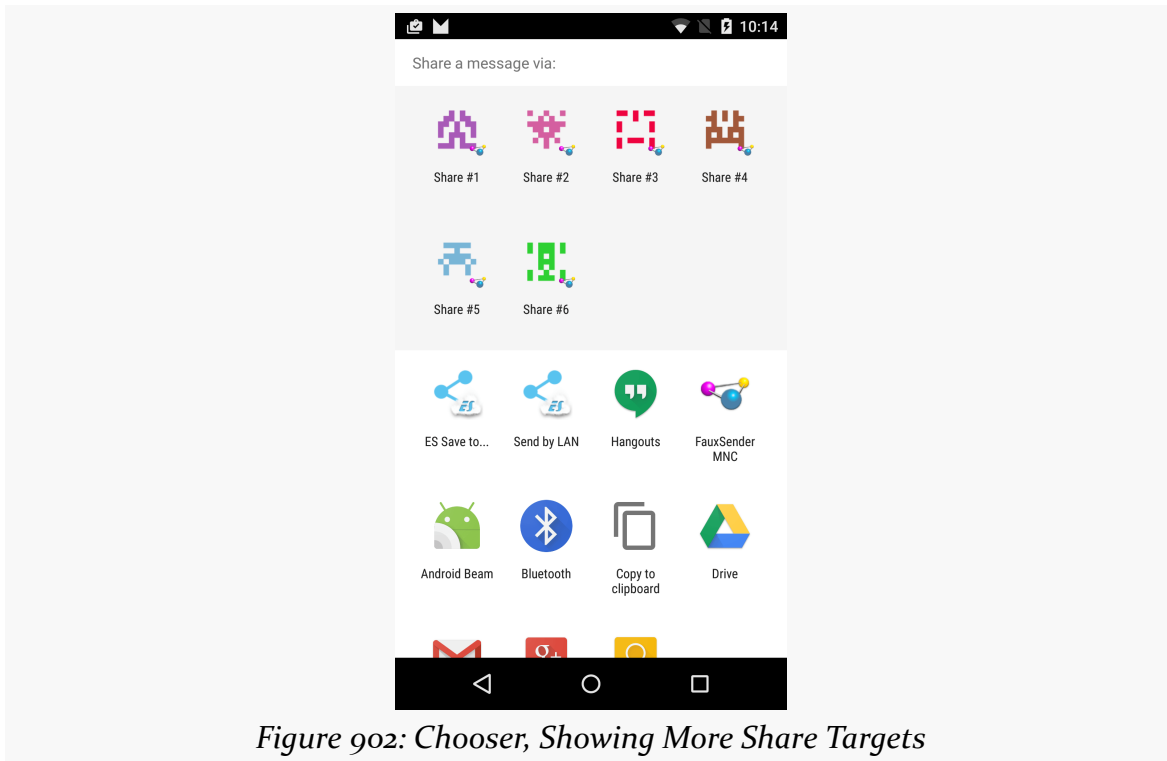 10:14
Share a message via:
Share #1 Share #2 Share #3 Share #4
Share #5 Share #6
ES
ES
ES Save to... Send by LAN Hangouts FauxSender
MNC
Android Beam Bluetooth Copy to Drive
clipboard
g+
Figure 902: Chooser, Showing More Share Targets